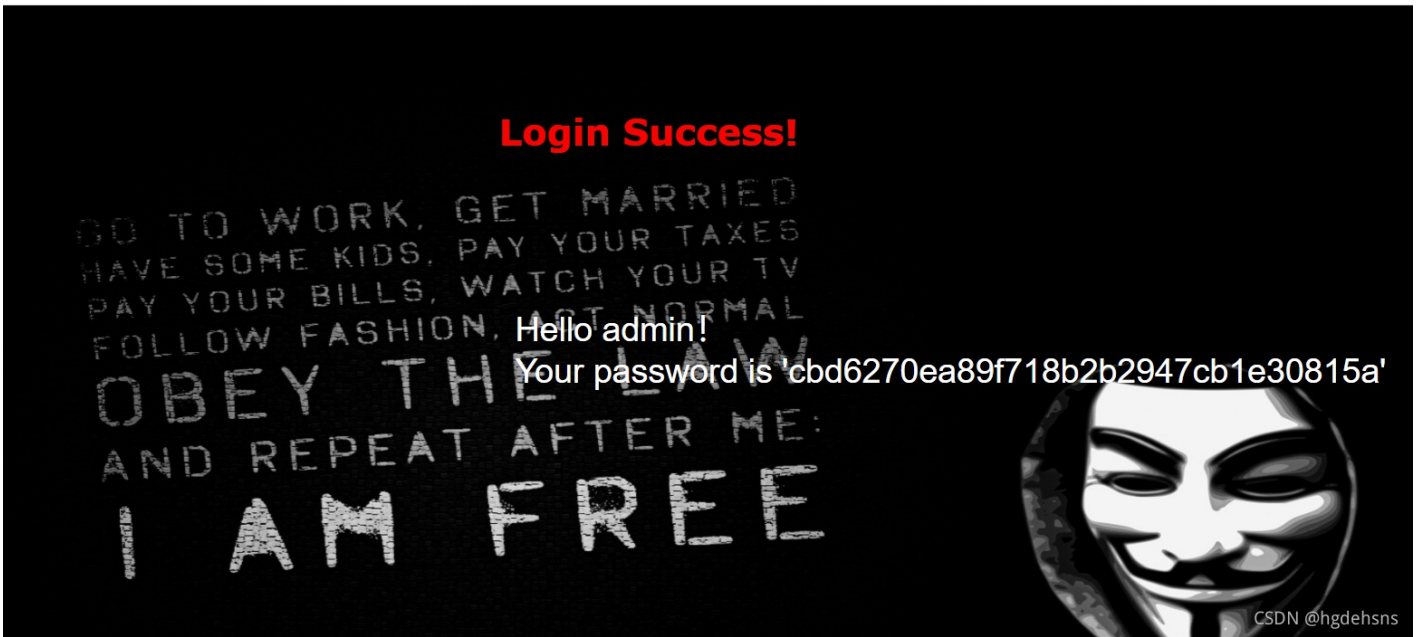 Login Success!
GO TO WORK, GET MARRIED
HAVE SOME KIDS, PAY YOUR TAXES
PAY YOUR BILLS, WATCH YOUR TV
FOLLOW FASHION, ACT NORMAL
Hello admin！
OBEY THE LAW
Your password is 'cbd6270ea89f718b2b2947cb1e30815a'
AND REPEAT AFTER ME:
I AM FREE
CSDN @hgdehsns